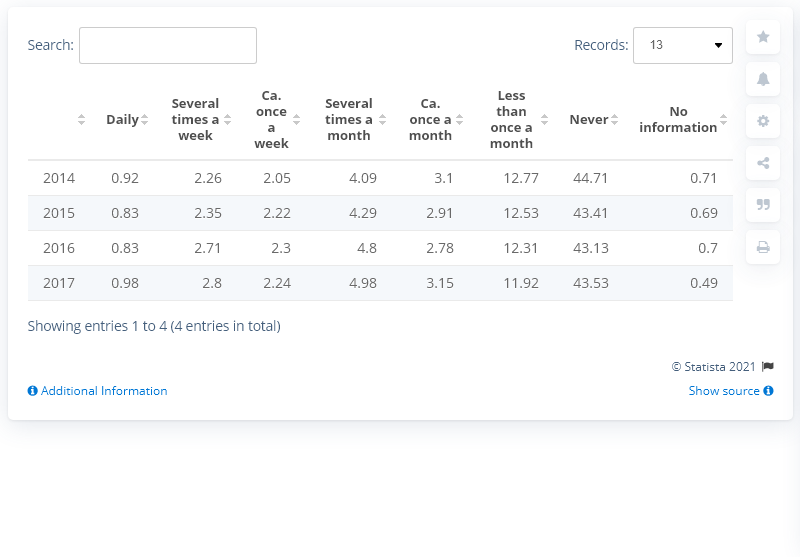 Search:
Records: 13
Daily Several times a week Ca. once a week Several times a month Ca. once a month Less than once a month Never No information
2014 0.92 2.26 2.05 4.09 3.1 12.77 44.71 0.71
2015 0.83 2.35 2.22 4.29 2.91 12.53 43.41 0.69
2016 0.83 2.71 2.3 4.8 2.78 12.31 43.13 0.7
2017 0.98 2.8 2.24 4.98 3.15 11.92 43.53 0.49
Showing entries 1 to 4 (4 entries in total)
© Statista 2021
Additional Information
Show source